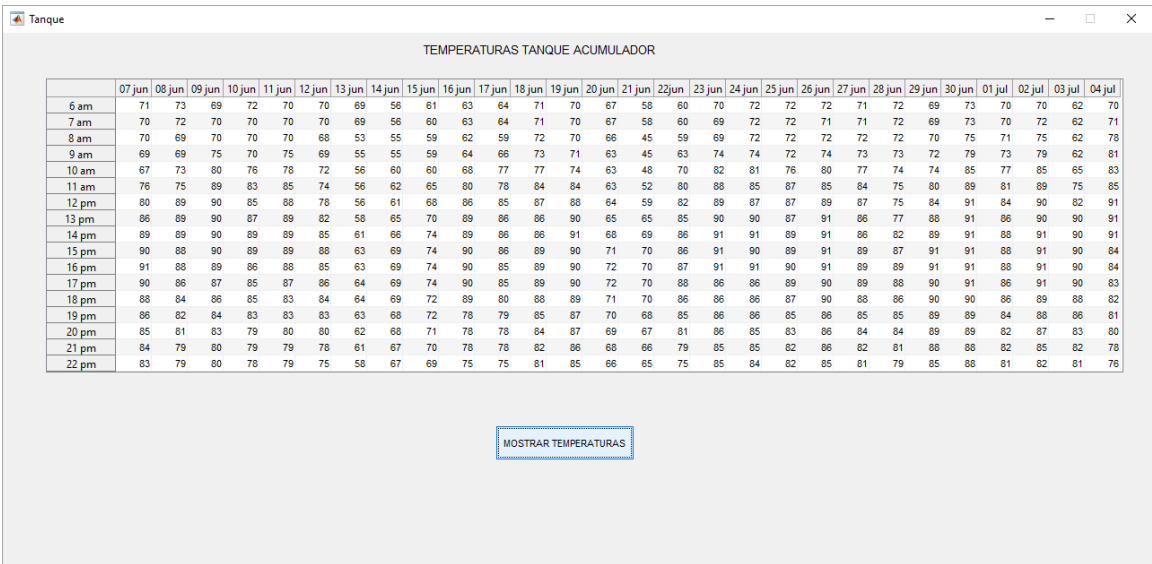 Tanque
TEMPERATURAS TANQUE ACUMULADOR
07 jun 08 jun 09 jun 10 jun 11 jun 12 jun 13 jun 14 jun 15 jun 16 jun 17 jun 18 jun 19 jun 20 jun 21 jun 22jun 23 jun 24 jun 25 jun 26 jun 27 jun 28 jun 29 jun 30 jun 01 jul 02 jul 03 jul 04 jul
6 am 71 73 69 72 70 70 69 56 61 63 64 71 70 67 58 60 70 72 72 72 71 72 69 73 70 70 62 70
7 am 70 72 70 70 70 70 69 56 60 63 64 71 70 67 58 60 69 72 72 71 71 72 69 73 70 72 62 71
8 am 70 69 70 70 70 68 53 55 59 62 59 72 70 66 45 59 69 72 72 72 72 72 70 75 71 75 62 78
9 am 69 69 75 70 75 69 55 55 59 64 66 73 71 63 45 63 74 74 72 74 73 73 72 79 73 79 62 81
10 am 67 73 80 76 78 72 56 60 60 68 77 77 74 63 48 70 82 81 76 80 77 74 74 85 77 85 65 83
11 am 76 75 89 83 85 74 56 62 65 80 78 84 84 63 52 80 88 85 87 85 84 75 80 89 81 89 75 85
12 pm 80 89 90 85 88 78 56 61 68 86 85 87 88 64 59 82 89 87 87 89 87 75 84 91 84 90 82 91
13 pm 86 89 90 87 89 82 58 65 70 89 86 86 90 65 65 85 90 90 87 91 86 77 88 91 86 90 90 91
14 pm 89 89 90 89 89 85 61 66 74 89 86 86 91 68 69 86 91 91 89 91 86 82 89 91 88 91 90 91
15 pm 90 88 90 89 89 88 63 69 74 90 86 89 90 71 70 86 91 90 89 91 89 87 91 91 88 91 90 84
16 pm 91 88 89 86 88 85 63 69 74 90 85 89 90 72 70 87 91 91 90 91 89 89 91 91 88 91 90 84
17 pm 90 86 87 85 87 86 64 69 74 90 85 89 90 72 70 88 86 86 89 90 89 88 90 91 86 91 90 83
18 pm 88 84 86 85 83 84 64 69 72 89 80 88 89 71 70 86 86 86 87 90 88 86 90 90 86 89 88 82
19 pm 86 82 84 83 83 83 63 68 72 78 79 85 87 70 68 85 86 86 85 86 85 85 89 89 84 88 86 81
20 pm 85 81 83 79 80 80 62 68 71 78 78 84 87 69 67 81 86 85 83 86 84 84 89 89 82 87 83 80
21 pm 84 79 80 79 79 78 61 67 70 78 78 82 86 68 66 79 85 85 82 86 82 81 88 88 82 85 82 78
22 pm 83 79 80 78 79 75 58 67 69 75 75 81 85 66 65 75 85 84 82 85 81 79 85 88 81 82 81 76
MOSTRAR TEMPERATURAS